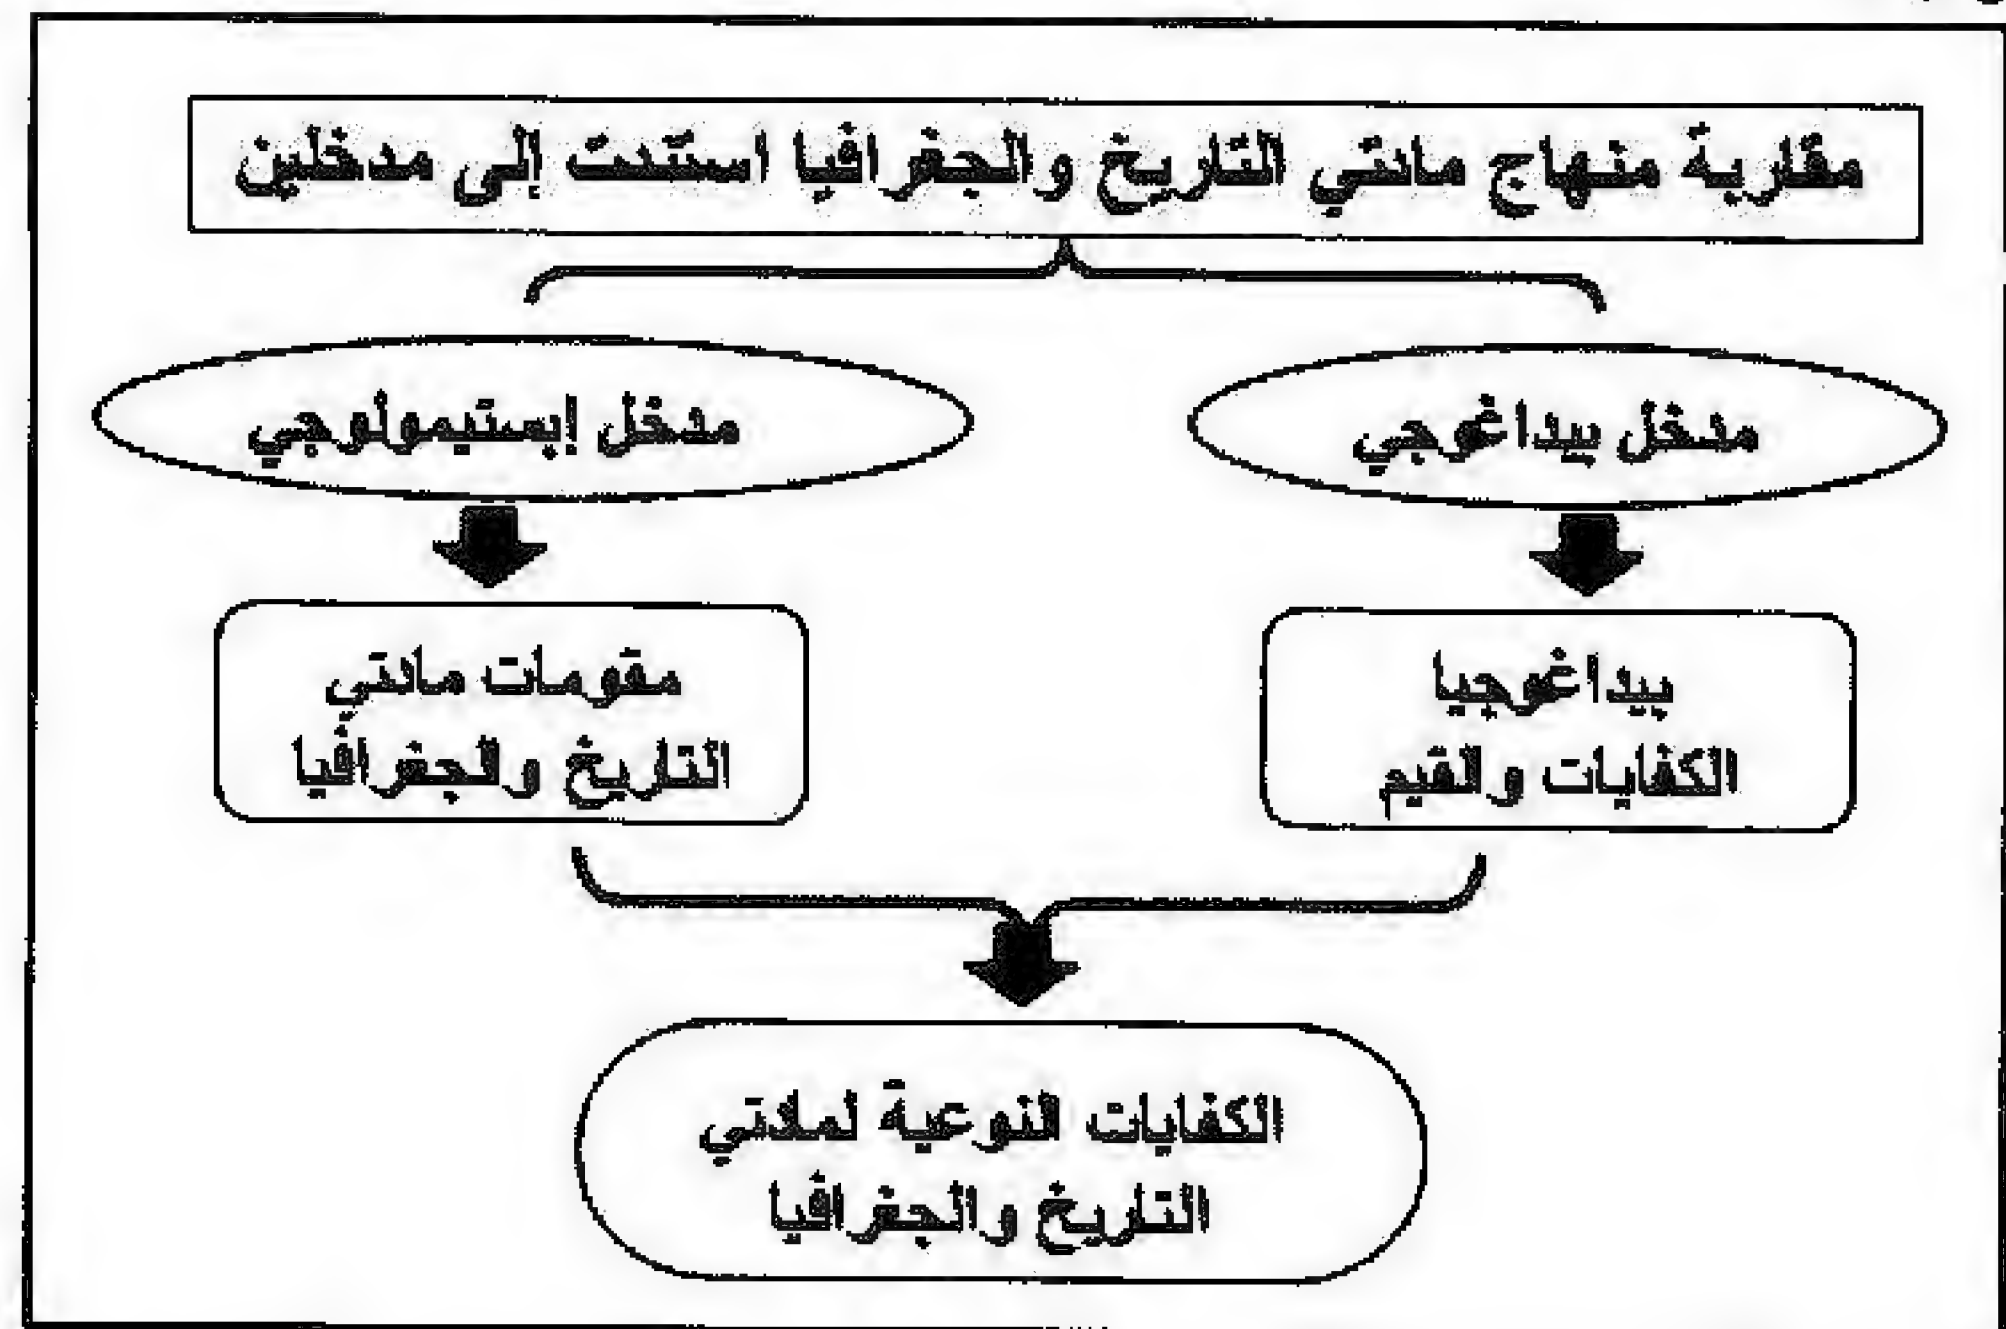 مقاربة منهاج مادتي التاريخ والجغرافيا استندت إلى مدخلين
مدخل بيداغوجي
مدخل إبستيمولوجي
بيداغوجيا
الكفايات والقيم
مقومات مادتي
التاريخ والجغرافيا
الكفايات النوعية لمادتي
التاريخ والجغرافيا